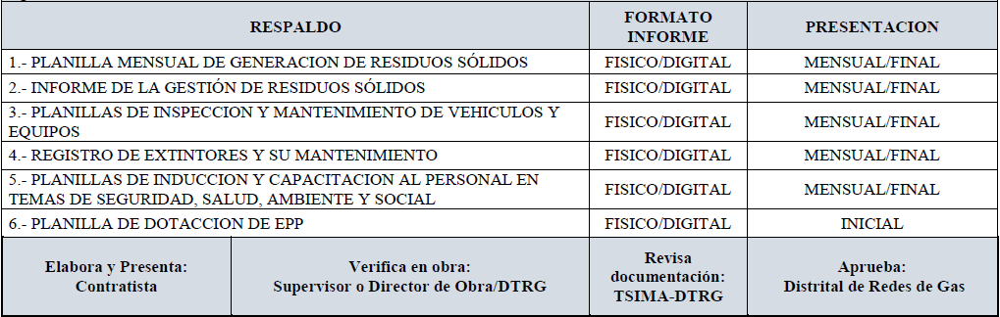 RESPALDO
FORMATO
INFORME
PRESENTACION
1.- PLANILLA MENSUAL DE GENERACION DE RESIDUOS SÓLIDOS
FISICO/DIGITAL
MENSUAL/FINAL
2.- INFORME DE LA GESTIÓN DE RESIDUOS SÓLIDOS
FISICO/DIGITAL
MENSUAL/FINAL
3.- PLANILLAS DE INSPECCION Y MANTENIMIENTO DE VEHICULOS Y
EQUIPOS
FISICO/DIGITAL
MENSUAL/FINAL
4.- REGISTRO DE EXTINTORES Y SU MANTENIMIENTO
FISICO/DIGITAL
MENSUAL/FINAL
5.- PLANILLAS DE INDUCCION Y CAPACITACION AL PERSONAL EN
TEMAS DE SEGURIDAD, SALUD, AMBIENTE Y SOCIAL
FISICO/DIGITAL
MENSUAL/FINAL
6.- PLANILLA DE DOTACCION DE EPP
FISICO/DIGITAL
INICIAL
Elabora y Presenta:
Contratista
Verifica en obra:
Supervisor o Director de Obra/DTRG
Revisa
documentación:
TSIMA-DTRG
Aprueba:
Distrital de Redes de Gas